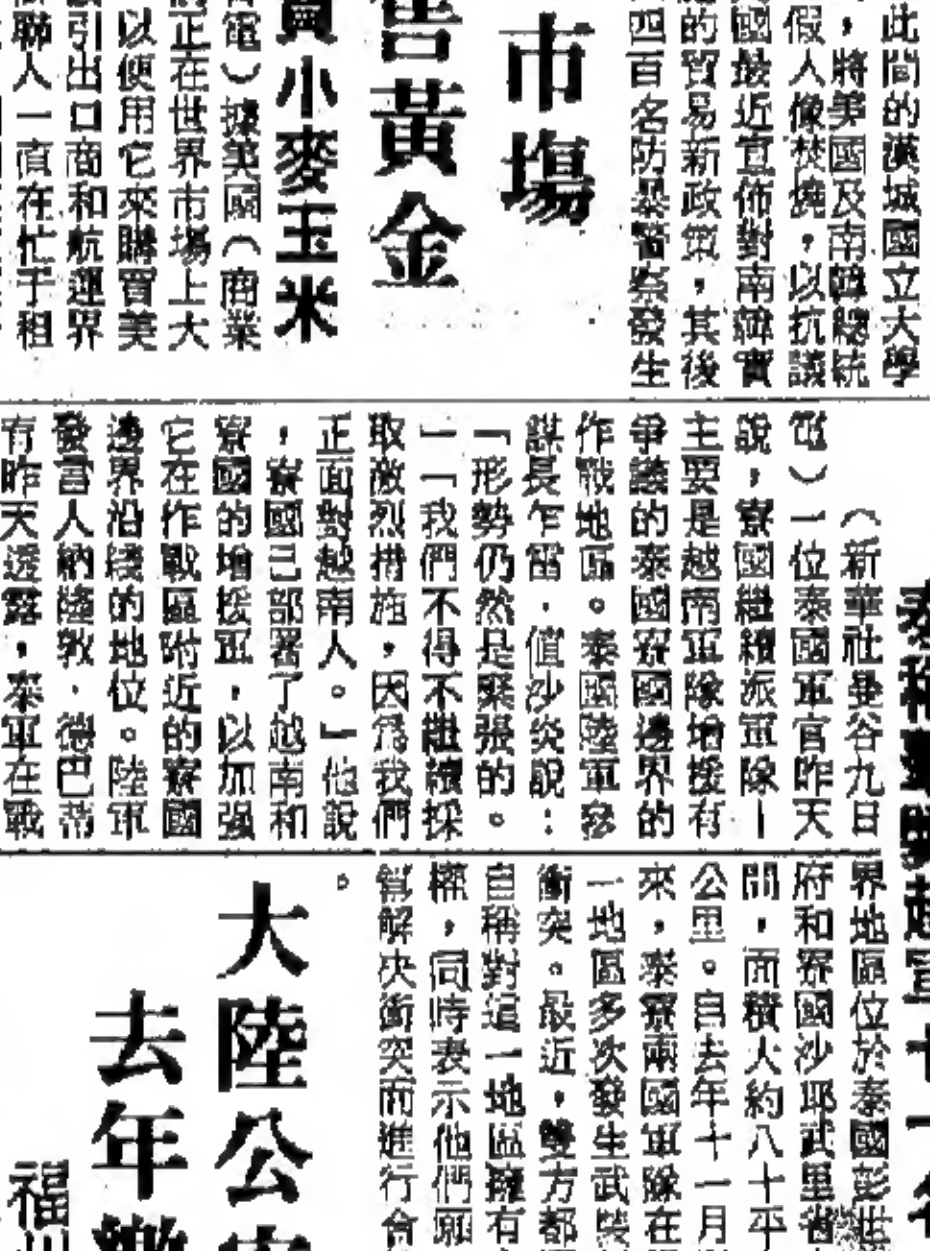 此間的漢城國立大學
，將美國及南韓總統
假人像焚燒，以抗議
國最近宣佈對南韓實
的貿易新政策，其後
四百名防暴警察發生
市場
售黃金
買小麥玉米
電）據美國（商業
正在世界市場上大
以便用它來購買美
引出口商和航運界
聯人一直在忙于租
（新華社曼谷九日
電）一位泰國軍官昨天
說，寮國繼續派軍隊—
主要是越南軍隊增援有
爭議的泰國寮國邊界的
作戰地區。泰國陸軍參
謀長乍雷．值沙炎說：
「形勢仍然是緊張的。
——我們不得不繼續採
取激烈措施，因爲我們
正面對越南人。」他說
，寮國已部署了越南和
寮國的增援軍，以加強
它在作戰區附近的寮國
邊界沿綫的地位。陸軍
發言人納隆敦．德巴蒂
有昨天透露，泰軍在戰
界地區位於泰國彭世
府和寮國沙耶武里省
間，面積大約八十平
公里。自去年十一月
來，泰寮兩國軍隊在
一地區多次發生武裝
衝突。最近，雙方都
自稱對這一地區擁有
權，同時表示他們願
解決衝突而進行會
。
大陸公安
去年
福州